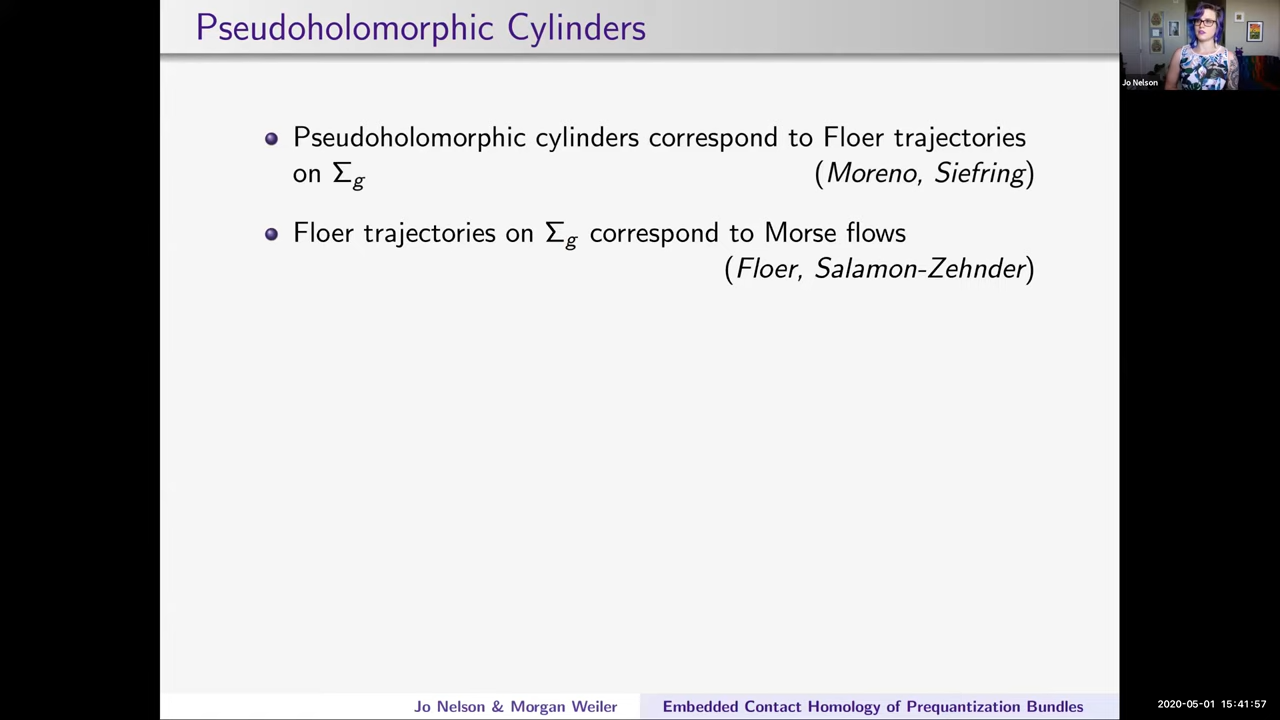 Pseudoholomorphic Cylinders
Jo Nelson
Pseudoholomorphic cylinders correspond to Floer trajectories
on Σg (Moreno, Siefring)
Floer trajectories on Σg correspond to Morse flows
(Floer, Salamon-Zehnder)
Jo Nelson & Morgan Weiler Embedded Contact Homology of Prequantization Bundles
2020-05-01 15:41:57